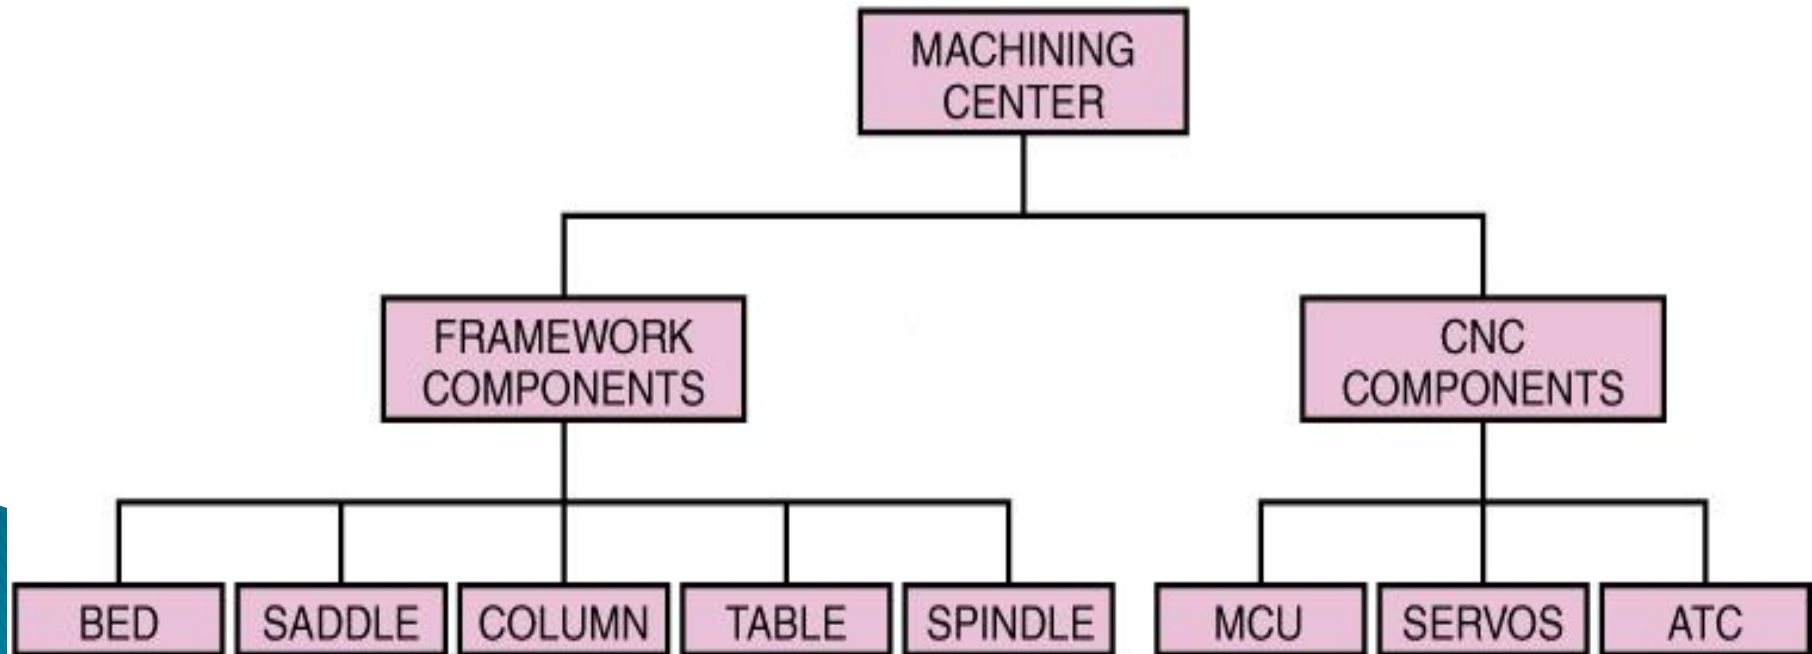 MACHINING
CENTER
FRAMEWORK
COMPONENTS
CNC
COMPONENTS
BED
SADDLE
COLUMN
TABLE
SPINDLE
MCU
SERVOS
ATC